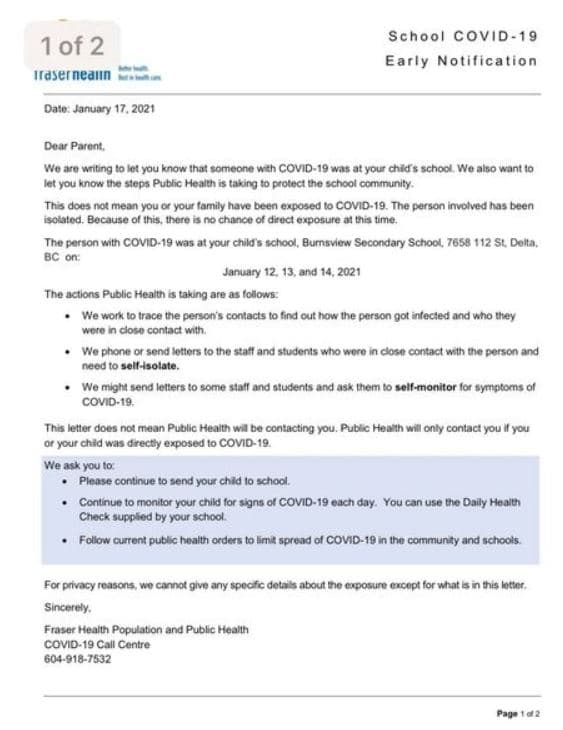 1 of 2
School COVID-19
Early Notification
fraserhealth Better health.
Best in health care.
Date: January 17, 2021
Dear Parent,
We are writing to let you know that someone with COVID-19 was at your child's school. We also want to
let you know the steps Public Health is taking to protect the school community.
This does not mean you or your family have been exposed to COVID-19. The person involved has been
isolated. Because of this, there is no chance of direct exposure at this time.
The person with COVID-19 was at your child's school, Burnsview Secondary School, 7658 112 St, Delta,
BC on:
January 12, 13, and 14, 2021
The actions Public Health is taking are as follows:
• We work to trace the person's contacts to find out how the person got infected and who they
were in close contact with.
• We phone or send letters to the staff and students who were in close contact with the person and
need to self-isolate.
• We might send letters to some staff and students and ask them to self-monitor for symptoms of
COVID-19.
This letter does not mean Public Health will be contacting you. Public Health will only contact you if you
or your child was directly exposed to COVID-19.
We ask you to:
• Please continue to send your child to school.
• Continue to monitor your child for signs of COVID-19 each day. You can use the Daily Health
Check supplied by your school.
• Follow current public health orders to limit spread of COVID-19 in the community and schools.
For privacy reasons, we cannot give any specific details about the exposure except for what is in this letter.
Sincerely,
Fraser Health Population and Public Health
COVID-19 Call Centre
604-918-7532
Page 1 of 2